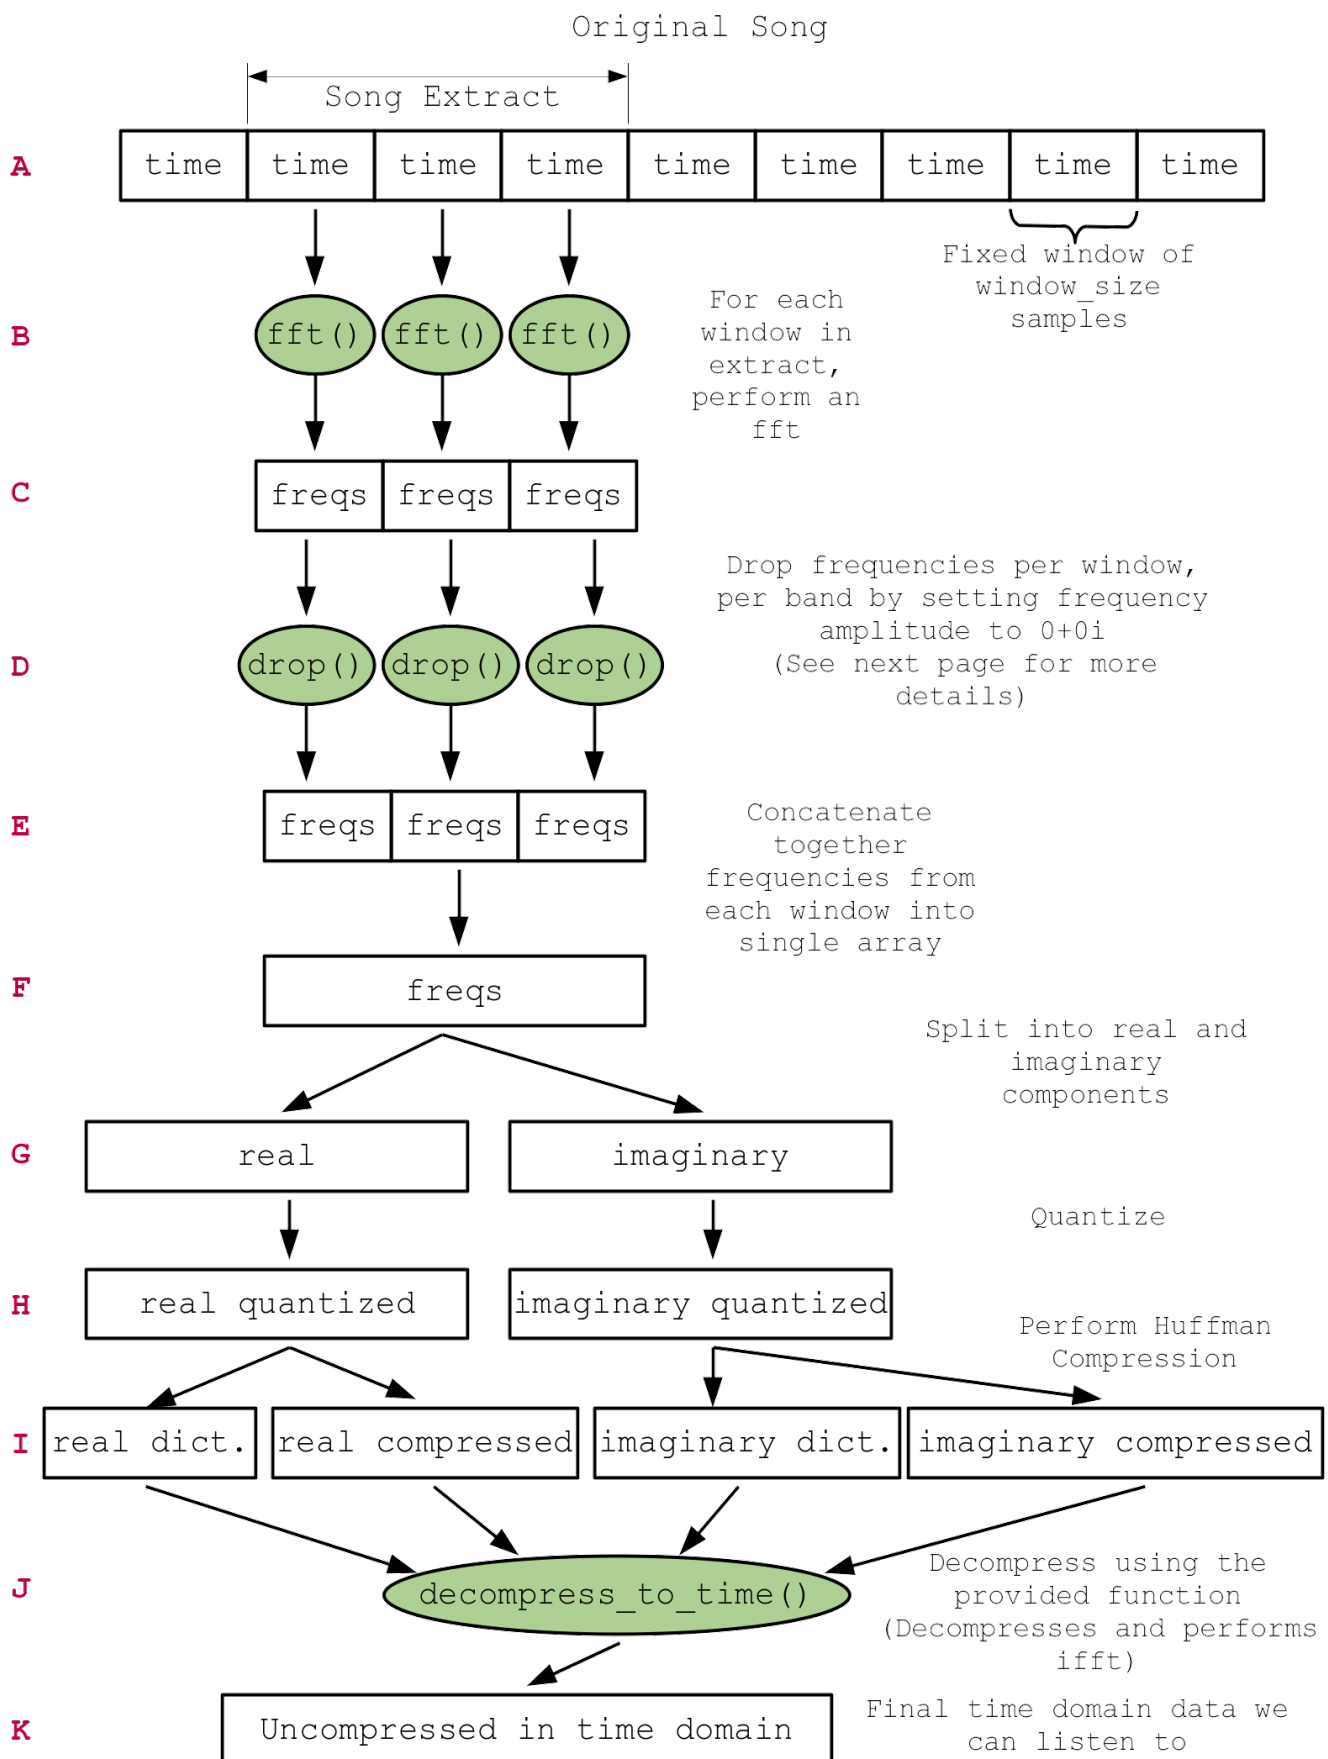 Original Song
Song Extract
A
time time time time time time time time time
Fixed window of
window_size
samples
B
fft() fft() fft()
For each
window in
extract,
perform an
fft
C
freqs freqs freqs
Drop frequencies per window,
per band by setting frequency
amplitude to 0+0i
(See next page for more
details)
D
drop() drop() drop()
E
freqs freqs freqs
Concatenate
together
frequencies from
each window into
single array
F
freqs
Split into real and
imaginary
components
G
real imaginary
Quantize
H
real quantized imaginary quantized
Perform Huffman
Compression
I
real dict. real compressed imaginary dict. imaginary compressed
J
decompress_to_time()
Decompress using the
provided function
(Decompresses and performs
ifft)
K
Uncompressed in time domain
Final time domain data we
can listen to